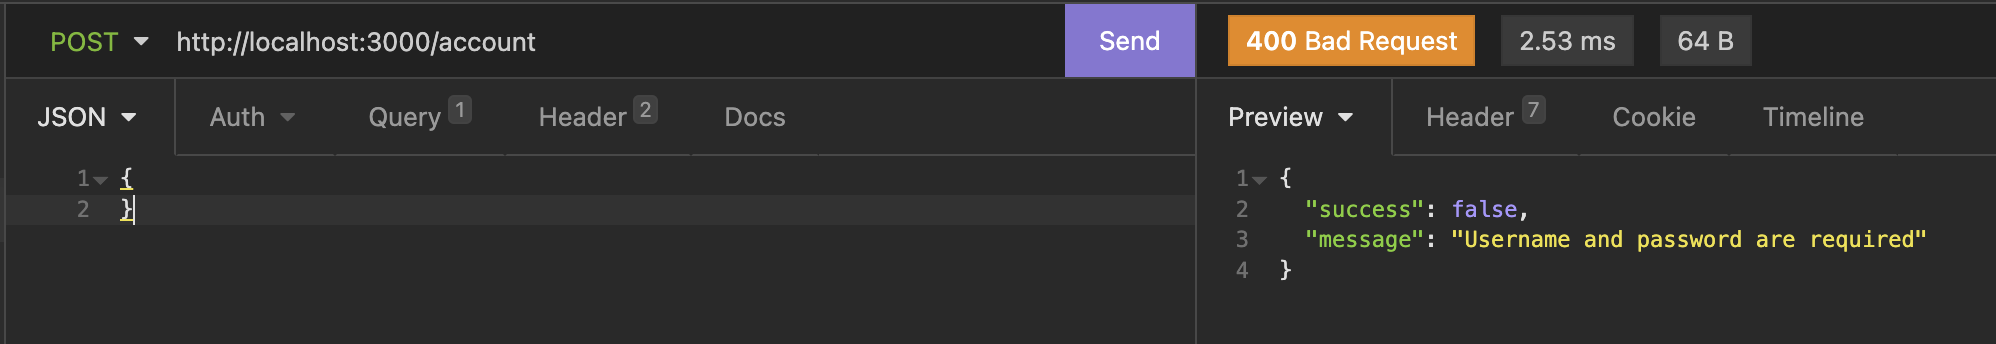 POST http://localhost:3000/account Send 400 Bad Request 2.53 ms 64 B
JSON Auth Query 1 Header 2 Docs Preview Header 7 Cookie Timeline
1 {
2 }
1 {
2 "success": false,
3 "message": "Username and password are required"
4 }